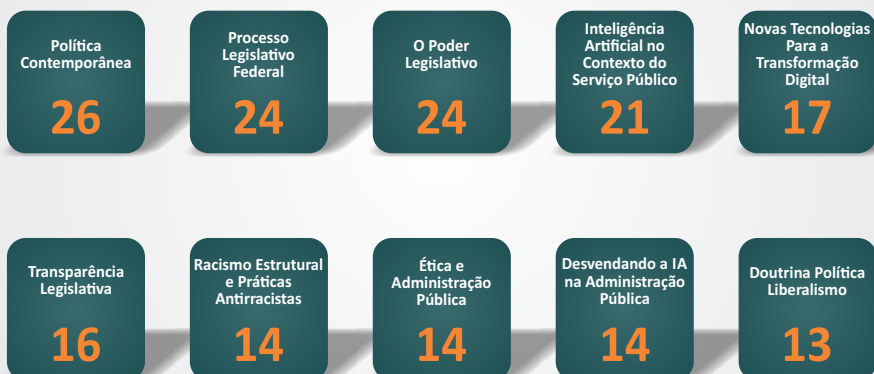 Política
Contemporânea
26
Processo
Legislativo
Federal
24
O Poder
Legislativo
24
Inteligência
Artificial no
Contexto do
Serviço Público
21
Novas Tecnologias
Para a
Transformação
Digital
17
Transparência
Legislativa
16
Racismo Estrutural
e Práticas
Antirracistas
14
Ética e
Administração
Pública
14
Desvendando a IA
na Administração
Pública
14
Doutrina Política
Liberalismo
13